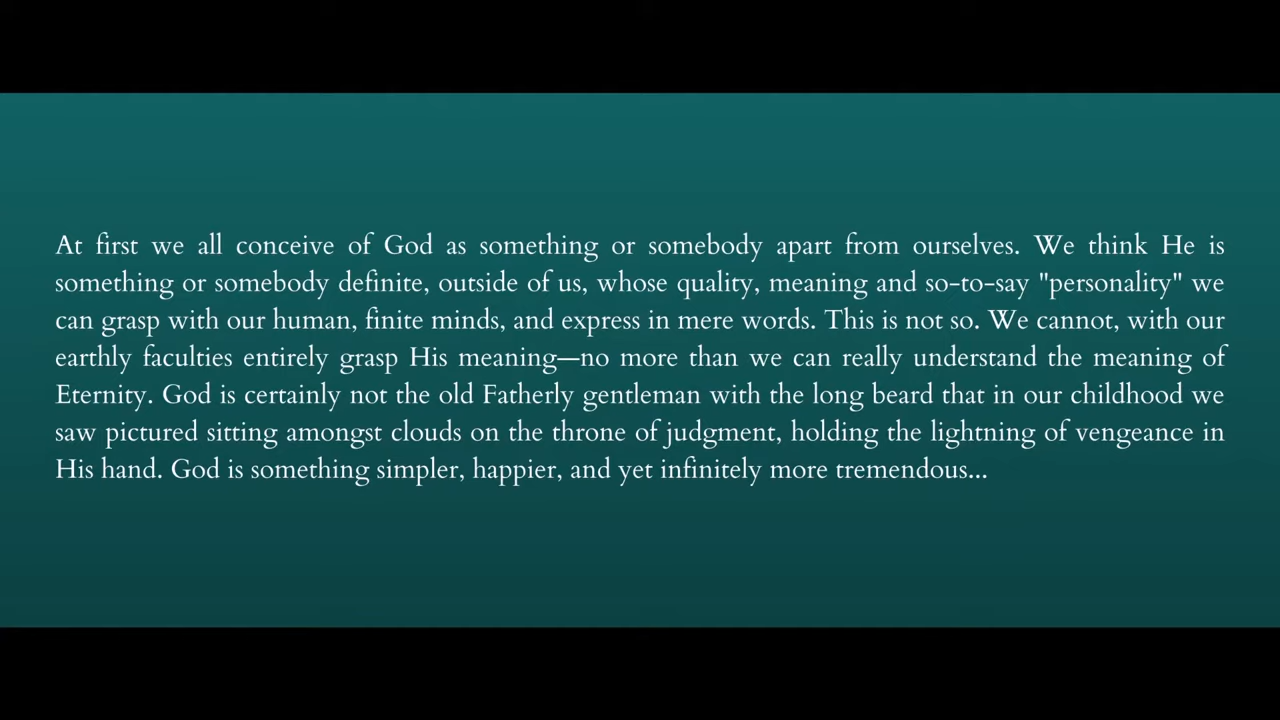 At first we all conceive of God as something or somebody apart from ourselves. We think He is
something or somebody definite, outside of us, whose quality, meaning and so-to-say "personality" we
can grasp with our human, finite minds, and express in mere words. This is not so. We cannot, with our
earthly faculties entirely grasp His meaning—no more than we can really understand the meaning of
Eternity. God is certainly not the old Fatherly gentleman with the long beard that in our childhood we
saw pictured sitting amongst clouds on the throne of judgment, holding the lightning of vengeance in
His hand. God is something simpler, happier, and yet infinitely more tremendous...